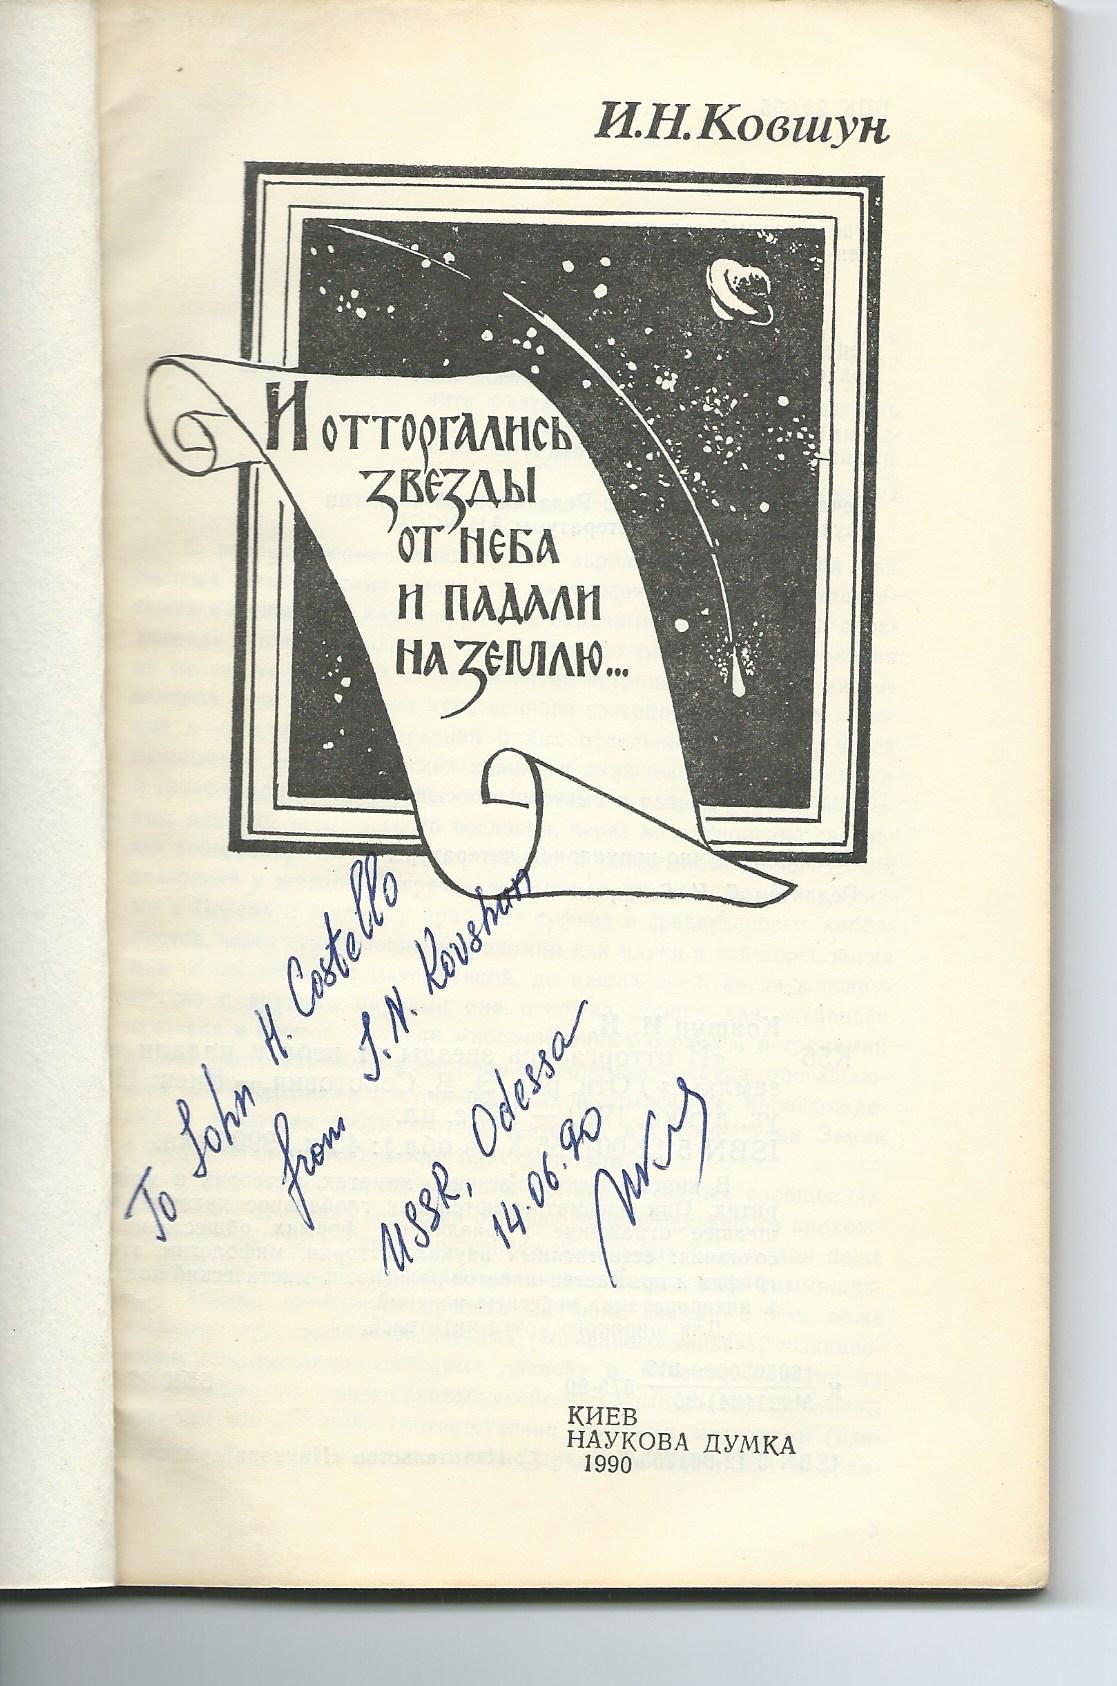 И.Н.Ковшун
И ОТТОРГАЛИСЬ
ЗВЕЗДЫ
ОТ НЕБА
И ПАДАЛИ
НА ЗЕМЛЮ...
To John H. Costello
from I.N. Kovshun
USSR, Odessa
14.06.90
КИЕВ
НАУКОВА ДУМКА
1990